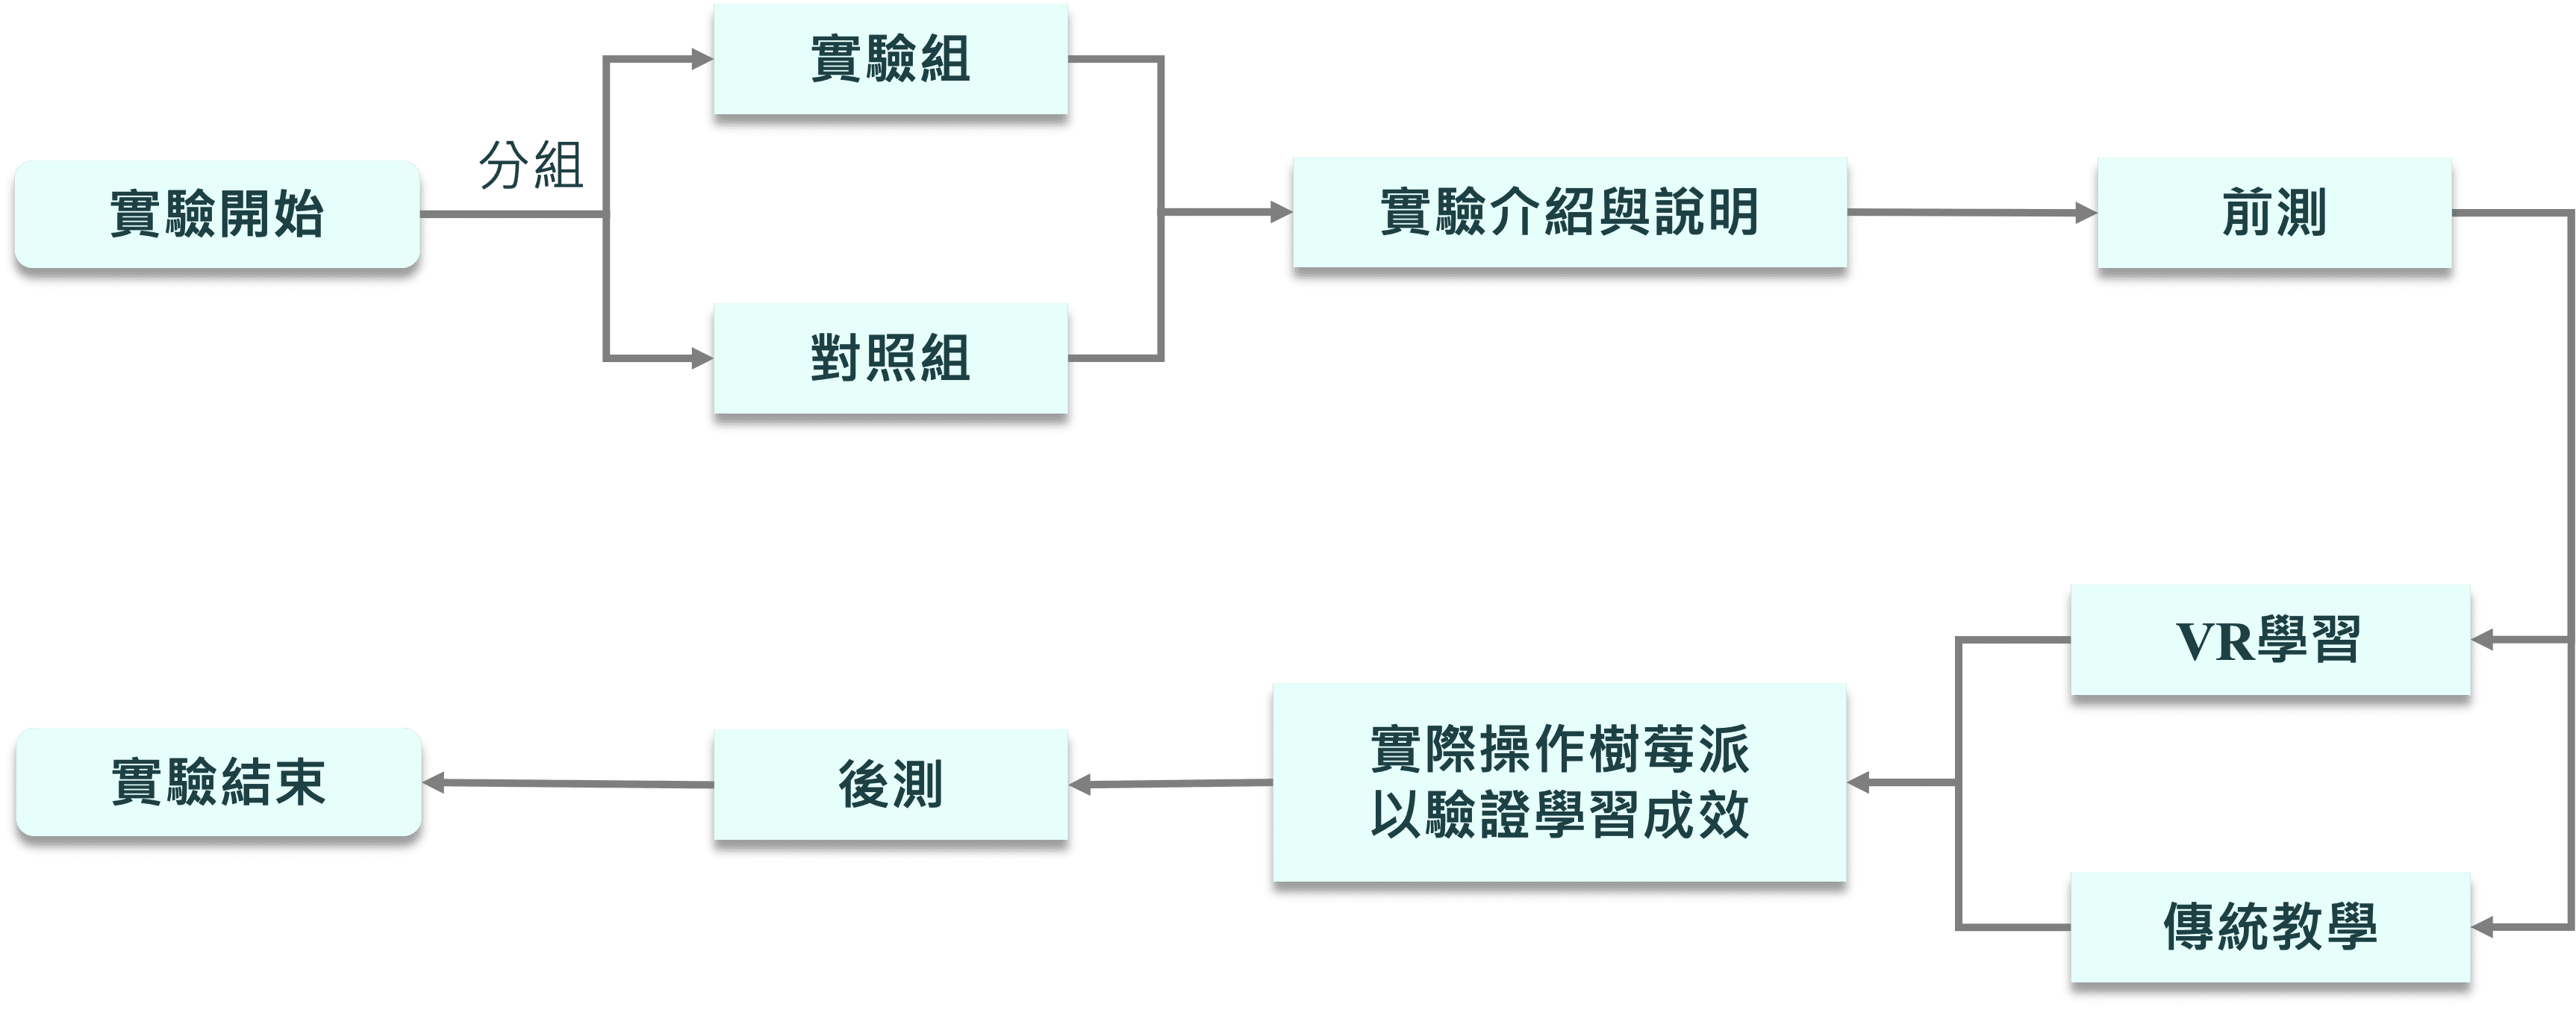 實驗開始
分組
實驗組
對照組
實驗介紹與說明
前測
VR學習
傳統教學
實際操作樹莓派
以驗證學習成效
後測
實驗結束